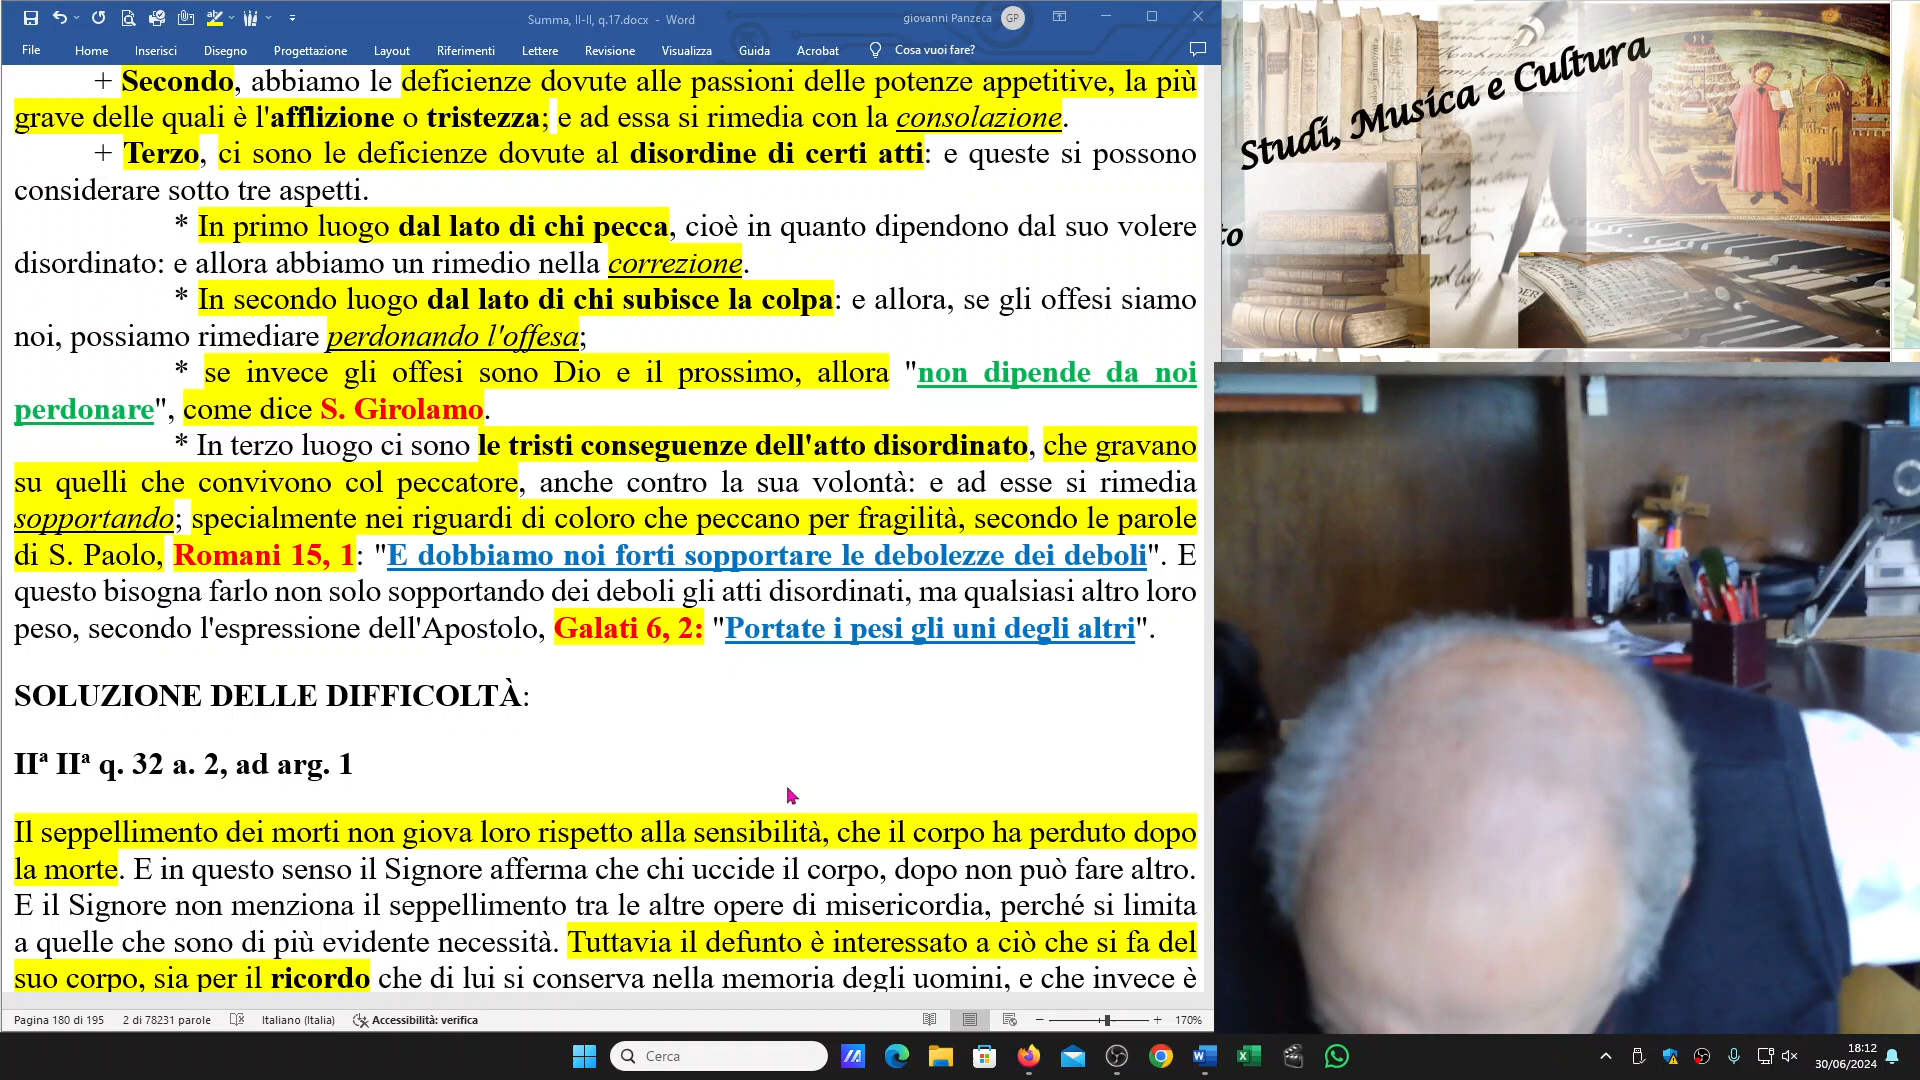 Summa, II-II, q.17.docx - Word
giovanni Panzeca GP
File Home Inserisci Disegno Progettazione Layout Riferimenti Lettere Revisione Visualizza Guida Acrobat Cosa vuoi fare?
+ Secondo, abbiamo le deficienze dovute alle passioni delle potenze appetitive, la più
grave delle quali è l'afflizione o tristezza; e ad essa si rimedia con la consolazione.
+ Terzo, ci sono le deficienze dovute al disordine di certi atti: e queste si possono
considerare sotto tre aspetti.
* In primo luogo dal lato di chi pecca, cioè in quanto dipendono dal suo volere
disordinato: e allora abbiamo un rimedio nella correzione.
* In secondo luogo dal lato di chi subisce la colpa: e allora, se gli offesi siamo
noi, possiamo rimediare perdonando l'offesa;
* se invece gli offesi sono Dio e il prossimo, allora "non dipende da noi
perdonare", come dice S. Girolamo.
* In terzo luogo ci sono le tristi conseguenze dell'atto disordinato, che gravano
su quelli che convivono col peccatore, anche contro la sua volontà: e ad esse si rimedia
sopportando; specialmente nei riguardi di coloro che peccano per fragilità, secondo le parole
di S. Paolo, Romani 15, 1: "E dobbiamo noi forti sopportare le debolezze dei deboli". E
questo bisogna farlo non solo sopportando dei deboli gli atti disordinati, ma qualsiasi altro loro
peso, secondo l'espressione dell'Apostolo, Galati 6, 2: "Portate i pesi gli uni degli altri".
SOLUZIONE DELLE DIFFICOLTÀ:
IIª IIª q. 32 a. 2, ad arg. 1
Il seppellimento dei morti non giova loro rispetto alla sensibilità, che il corpo ha perduto dopo
la morte. E in questo senso il Signore afferma che chi uccide il corpo, dopo non può fare altro.
E il Signore non menziona il seppellimento tra le altre opere di misericordia, perché si limita
a quelle che sono di più evidente necessità. Tuttavia il defunto è interessato a ciò che si fa del
suo corpo, sia per il ricordo che di lui si conserva nella memoria degli uomini, e che invece è
Pagina 180 di 195 2 di 78231 parole Italiano (Italia) Accessibilità: verifica 170%
Studi, Musica e Cultura
to
Cerca
18:12
30/06/2024